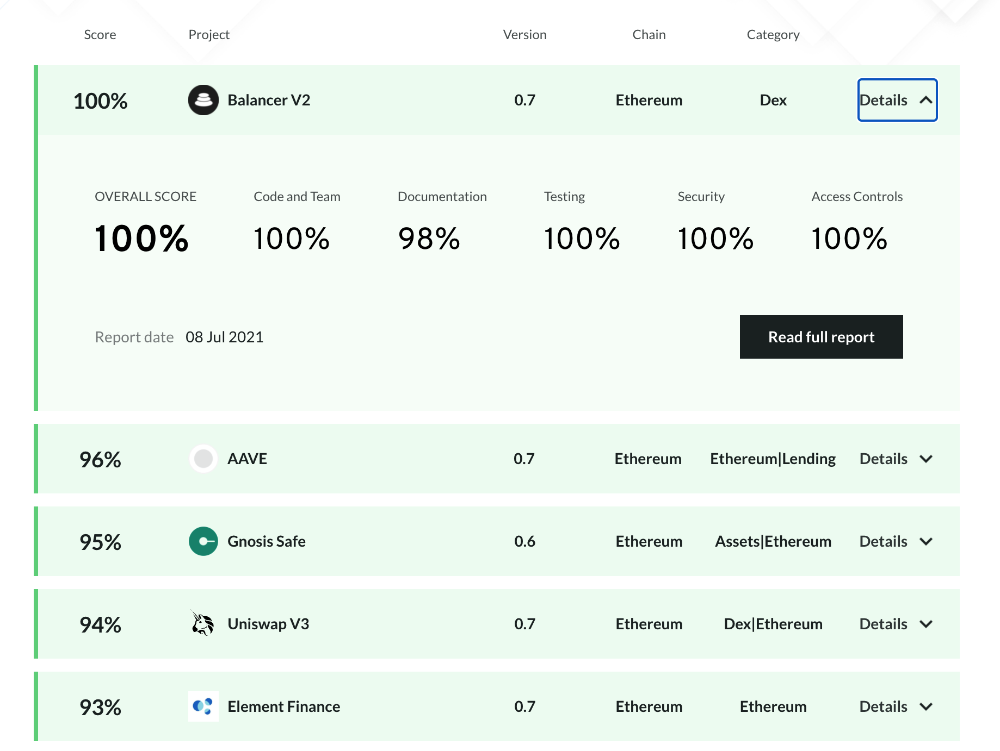 Score Project Version Chain Category
100% Balancer V2 0.7 Ethereum Dex Details
OVERALL SCORE Code and Team Documentation Testing Security Access Controls
100% 100% 98% 100% 100% 100%
Report date 08 Jul 2021 Read full report
96% AAVE 0.7 Ethereum Ethereum|Lending Details
95% Gnosis Safe 0.6 Ethereum Assets|Ethereum Details
94% Uniswap V3 0.7 Ethereum Dex|Ethereum Details
93% Element Finance 0.7 Ethereum Ethereum Details